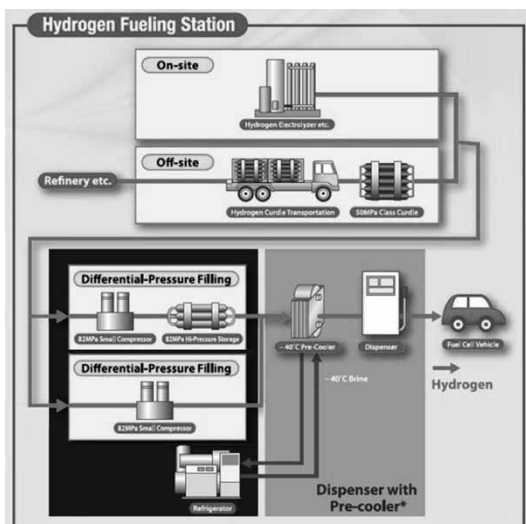 Hydrogen Fueling Station
On-site
Hydrogen Electrolyzer etc.
Off-site
Refinery etc.
Hydrogen Curdle Transportation
50MPa Class Curdle
Differential-Pressure Filling
82MPa Small Compressor
82MPa Hi-Pressure Storage
- 40°C Pre-Cooler
Dispenser
Fuel Cell Vehicle
Hydrogen
Differential-Pressure Filling
82MPa Small Compressor
- 40°C Brine
Refrigerator
Dispenser with
Pre-cooler*